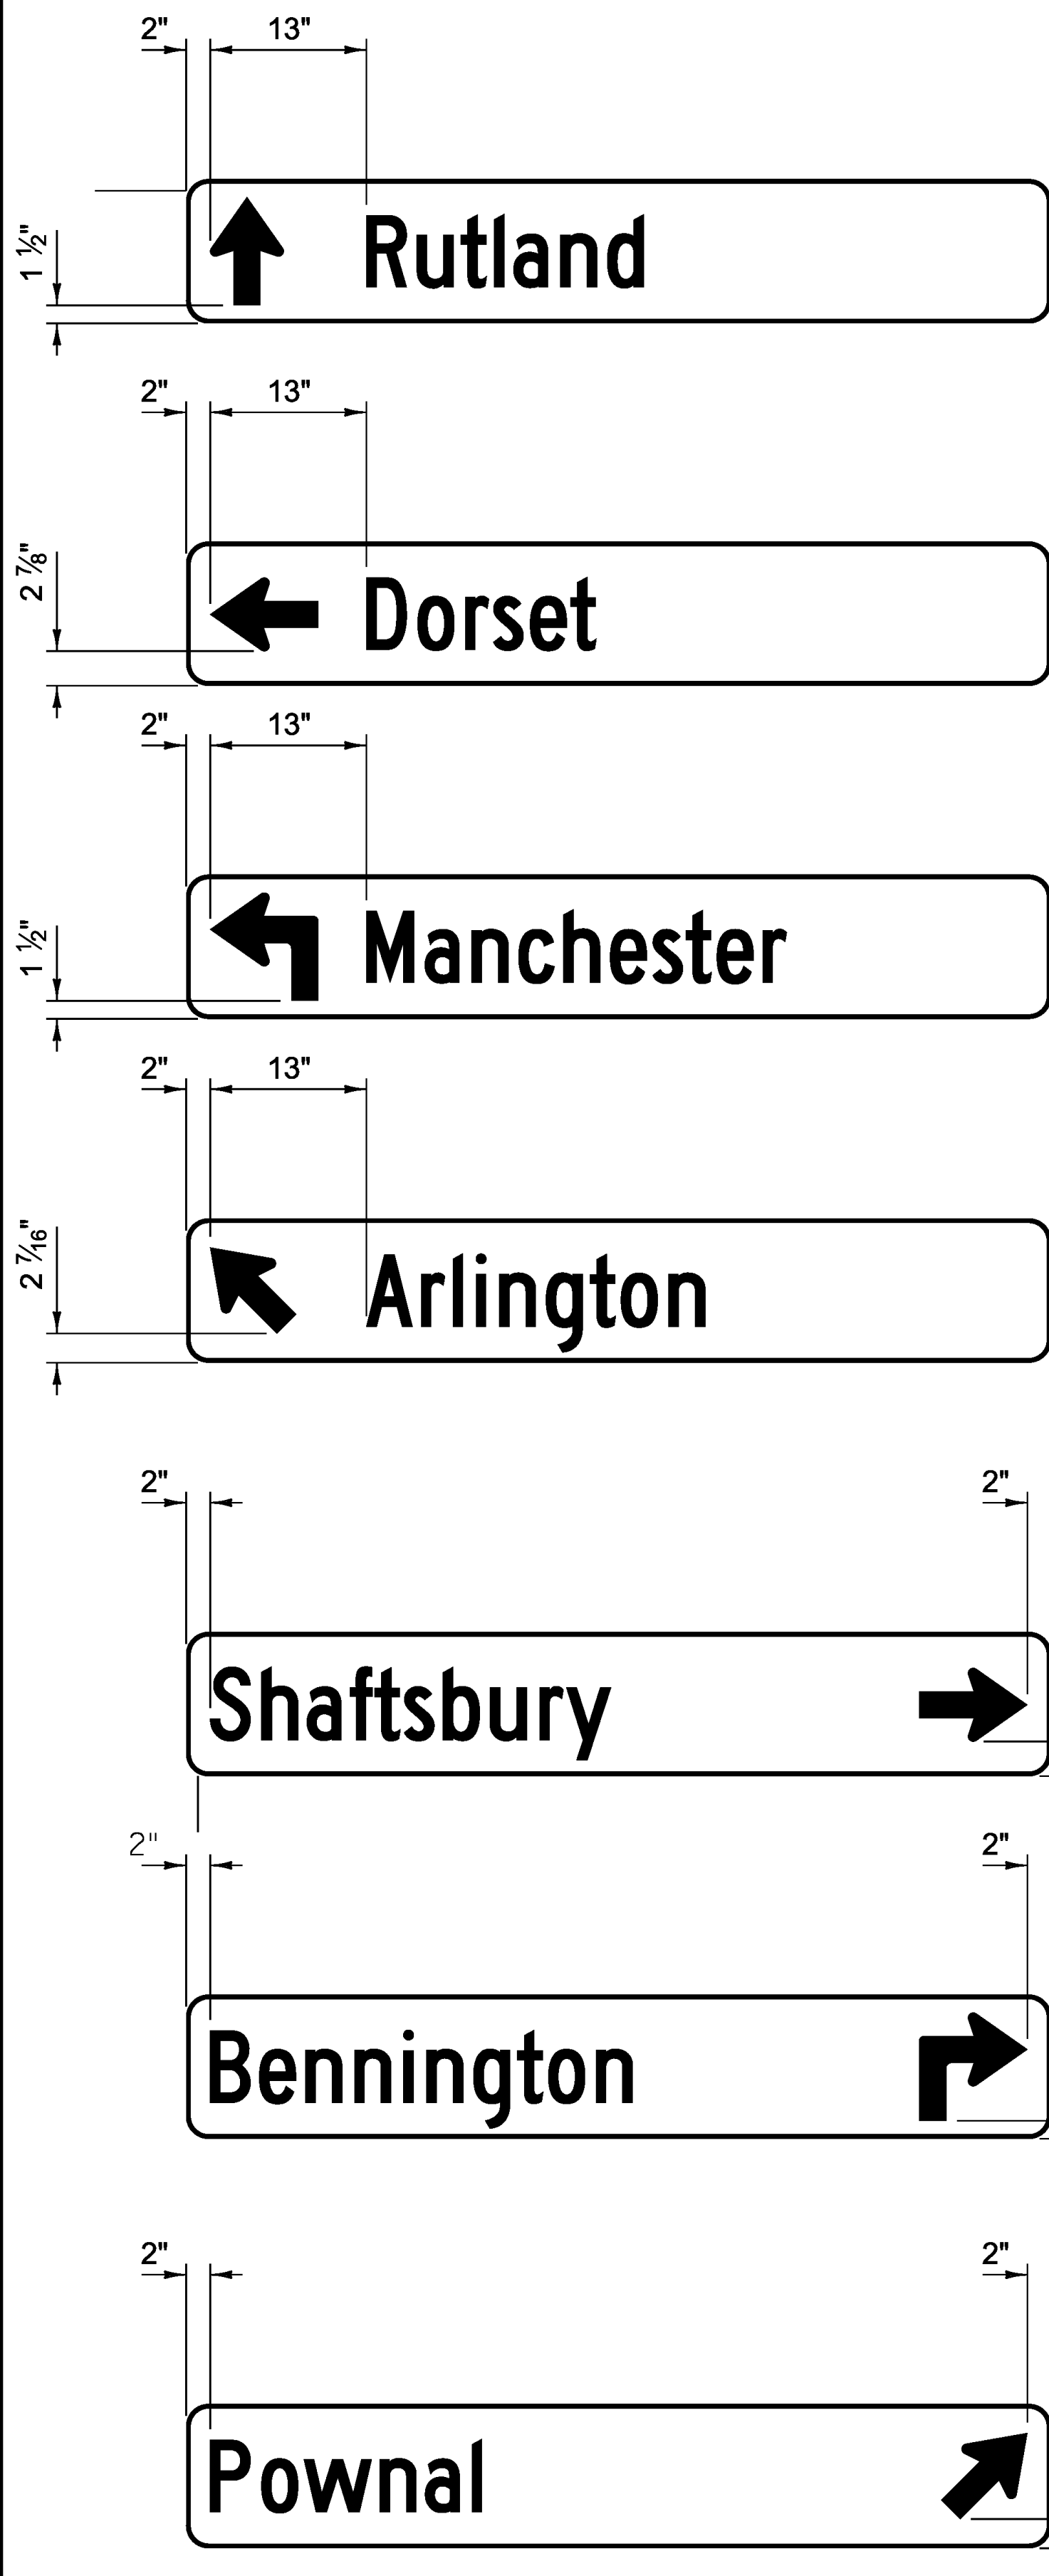 2" 13"
1 ½"
Rutland
2" 13"
2 ⅞"
Dorset
2" 13"
1 ½"
Manchester
2" 13"
2 7⁄16"
Arlington
2" 2"
Shaftsbury
2" 2"
Bennington
2" 2"
Pownal